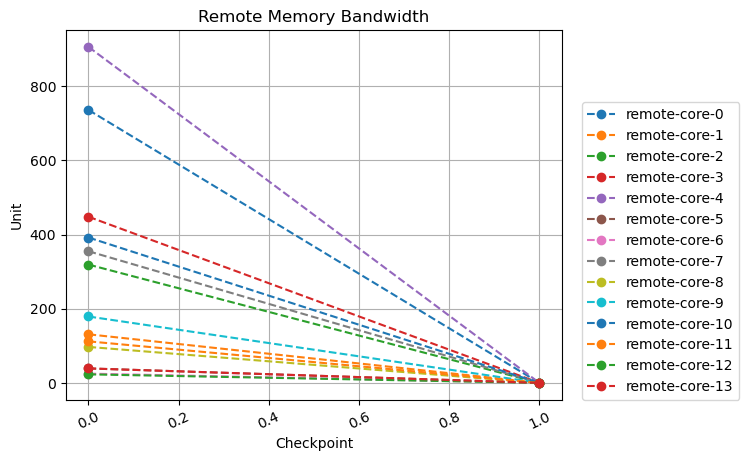 Remote Memory Bandwidth
Unit
800
600
400
200
0
0.0
0.2
0.4
0.6
0.8
1.0
Checkpoint
remote-core-0
remote-core-1
remote-core-2
remote-core-3
remote-core-4
remote-core-5
remote-core-6
remote-core-7
remote-core-8
remote-core-9
remote-core-10
remote-core-11
remote-core-12
remote-core-13